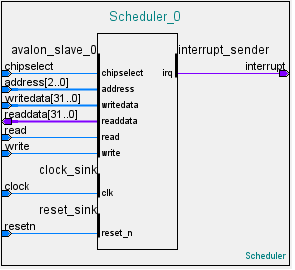 Scheduler_0
avalon_slave_0 interrupt_sender
chipselect chipselect irq interrupt
address[2..0] address
writedata[31..0] writedata
readdata[31..0] readdata
read read
write write
clock_sink
clock clk
reset_sink
resetn reset_n
Scheduler